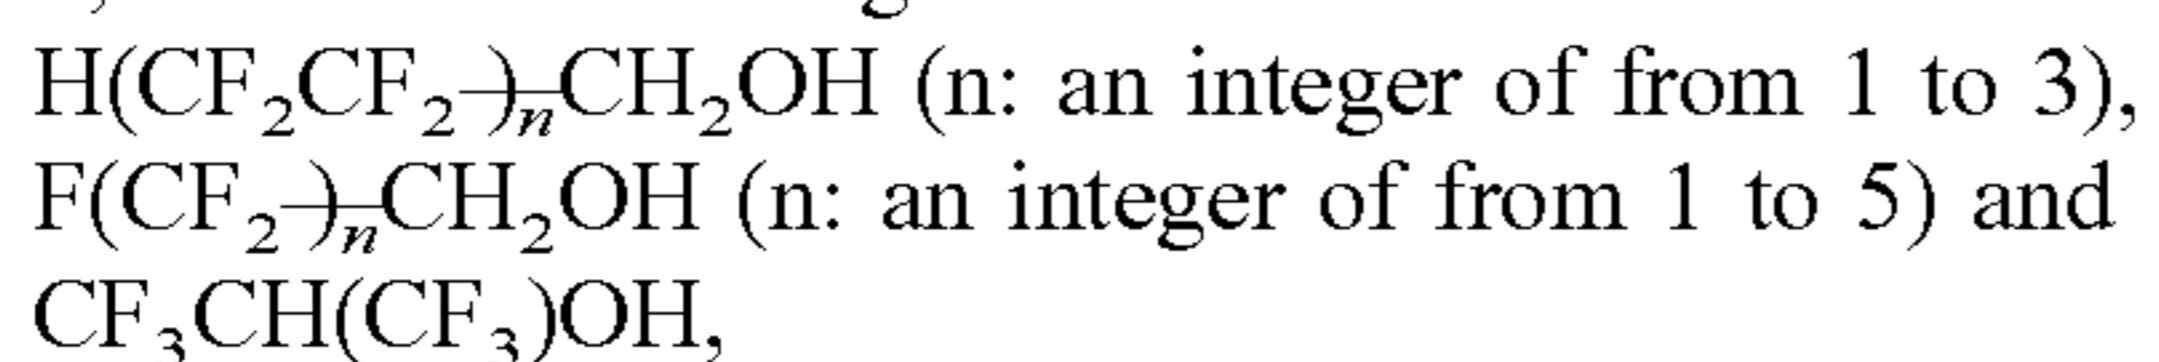 H(CF₂CF₂)ₙCH₂OH (n: an integer of from 1 to 3),
F(CF₂)ₙCH₂OH (n: an integer of from 1 to 5) and
CF₃CH(CF₃)OH,